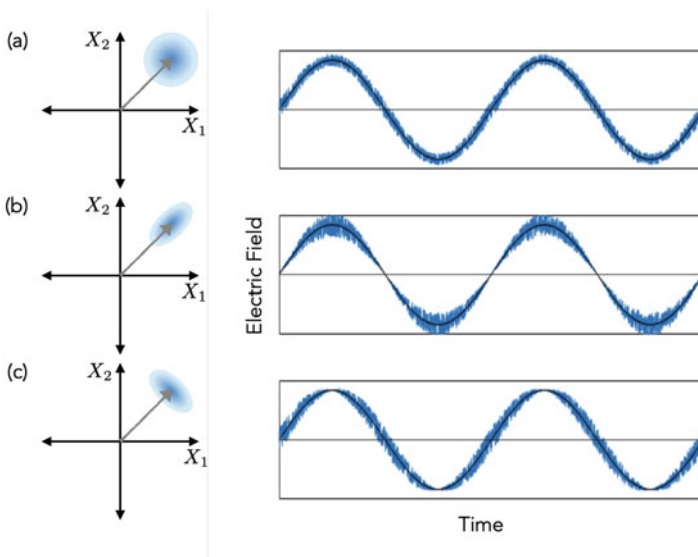 (a)
X₂
X₁
(b)
X₂
X₁
(c)
X₂
X₁
Electric Field
Time